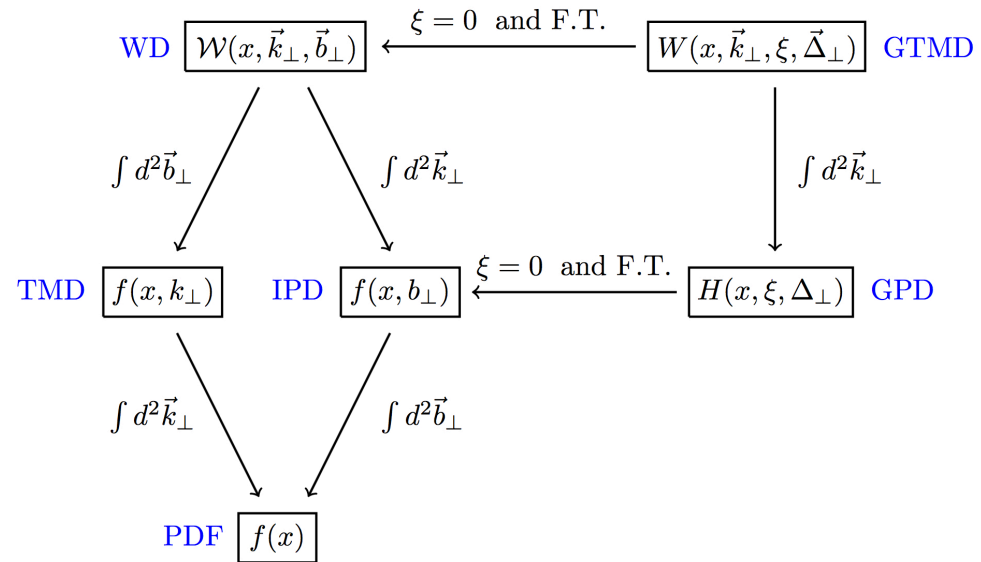 ξ = 0 and F.T.
WD 𝒲(x, k⃗⊥, b⃗⊥) W(x, k⃗⊥, ξ, Δ⃗⊥) GTMD
∫ d²b⃗⊥ ∫ d²k⃗⊥ ∫ d²k⃗⊥
ξ = 0 and F.T.
TMD f(x, k⊥) IPD f(x, b⊥) H(x, ξ, Δ⊥) GPD
∫ d²k⃗⊥ ∫ d²b⃗⊥
PDF f(x)